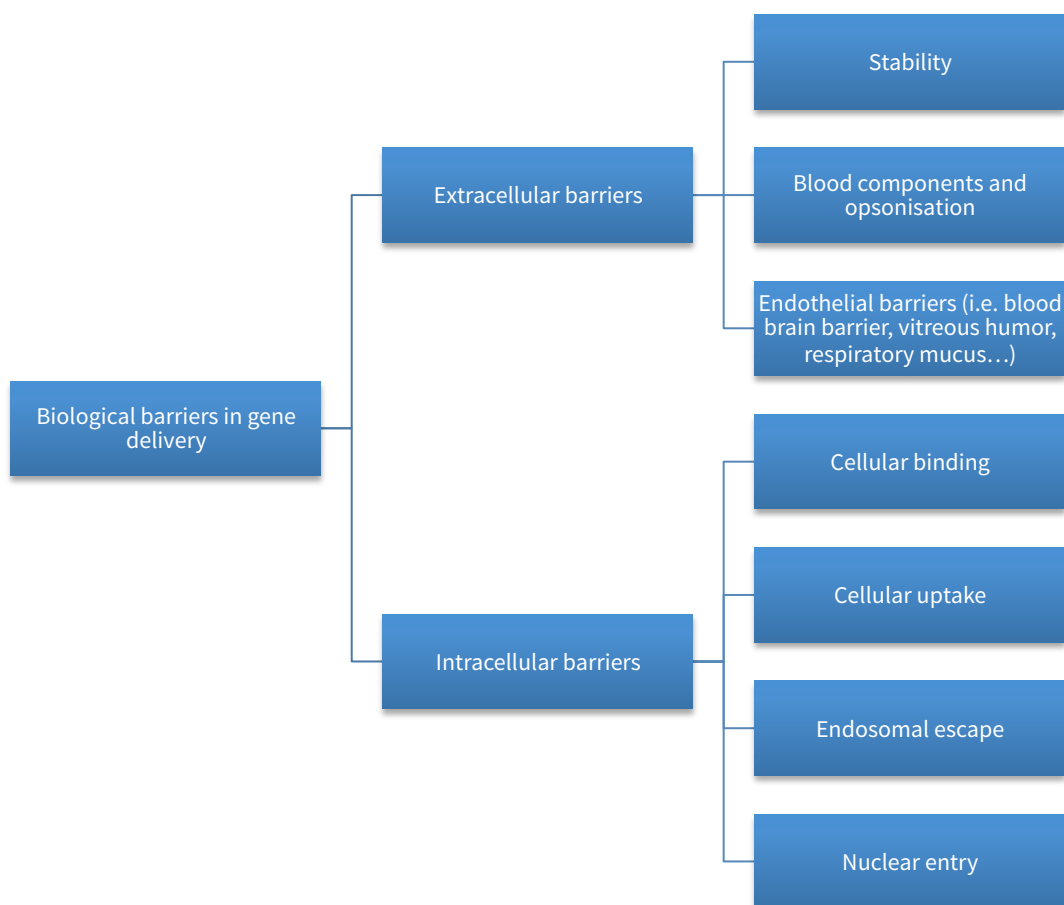 Biological barriers in gene
delivery
Extracellular barriers
Stability
Blood components and
opsonisation
Endothelial barriers (i.e. blood
brain barrier, vitreous humor,
respiratory mucus…)
Intracellular barriers
Cellular binding
Cellular uptake
Endosomal escape
Nuclear entry